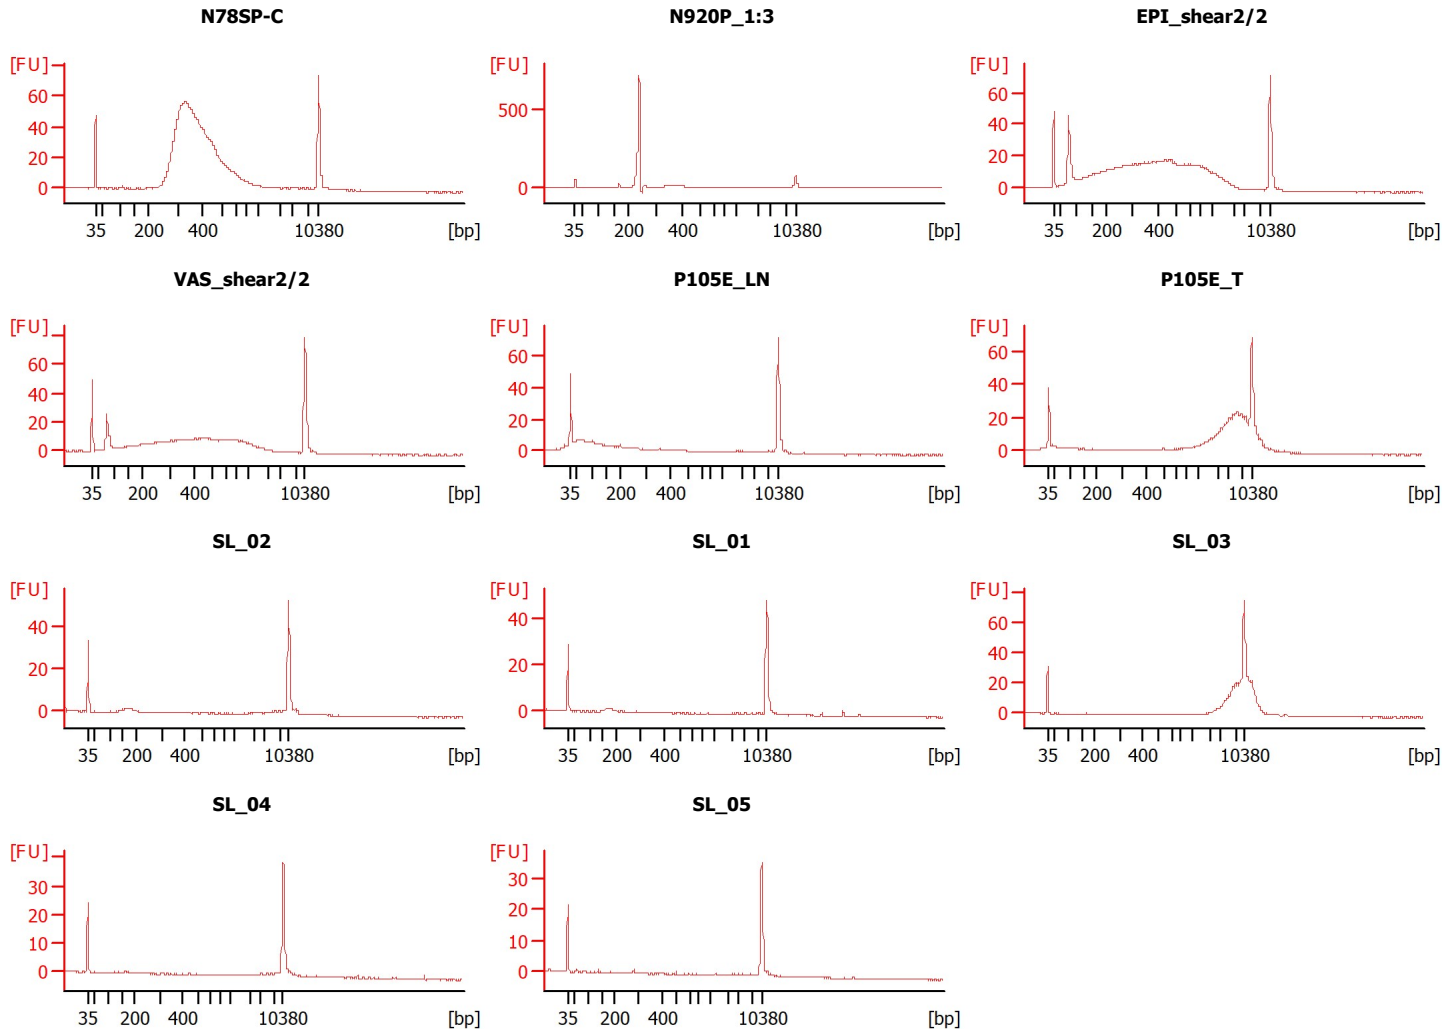 N78SP-C N920P_1:3 EPI_shear2/2
[FU] [FU] [FU]
60 500 60
40 40
20 20
0 0 0
35 200 400 10380 [bp] 35 200 400 10380 [bp] 35 200 400 10380 [bp]
VAS_shear2/2 P105E_LN P105E_T
[FU] [FU] [FU]
60 60 60
40 40 40
20 20 20
0 0 0
35 200 400 10380 [bp] 35 200 400 10380 [bp] 35 200 400 10380 [bp]
SL_02 SL_01 SL_03
[FU] [FU] [FU]
40 40 60
20 20 40
0 0 20
0
35 200 400 10380 [bp] 35 200 400 10380 [bp] 35 200 400 10380 [bp]
SL_04 SL_05
[FU] [FU]
30 30
20 20
10 10
0 0
35 200 400 10380 [bp] 35 200 400 10380 [bp]